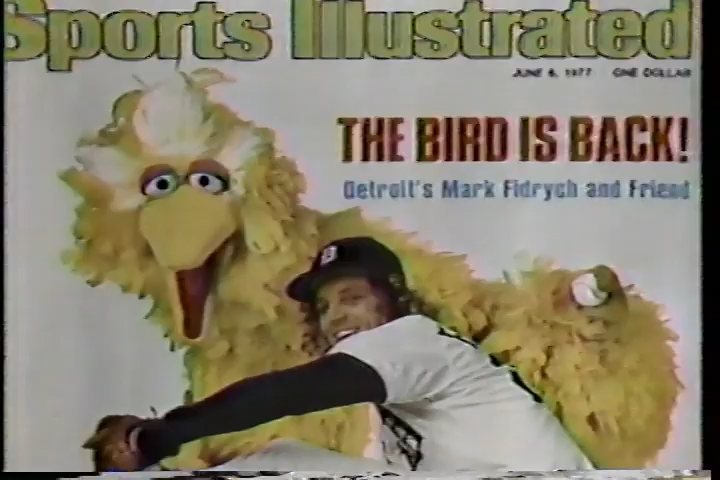 Sports Illustrated
JUNE 6, 1977 ONE DOLLAR
THE BIRD IS BACK!
Detroit's Mark Fidrych and Friend
D